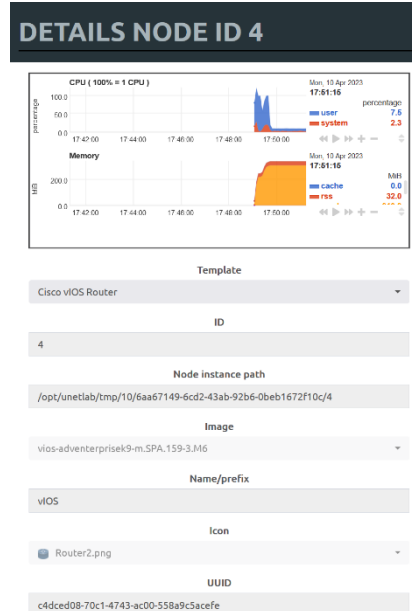 DETAILS NODE ID 4
CPU ( 100% = 1 CPU )
Mon, 10 Apr 2023
17:51:15
percentage
percentage
100.0
50.0
0.0
user 7.5
system 2.3
17:42:00 17:44:00 17:46:00 17:48:00 17:50:00
Memory
Mon, 10 Apr 2023
17:51:15
MiB
MiB
200.0
0.0
cache 0.0
rss 32.0
17:42:00 17:44:00 17:46:00 17:48:00 17:50:00
Template
Cisco vIOS Router
ID
4
Node instance path
/opt/unetlab/tmp/10/6aa67149-6cd2-43ab-92b6-0beb1672f10c/4
Image
vios-adventerprisek9-m.SPA.159-3.M6
Name/prefix
vIOS
Icon
Router2.png
UUID
c4dced08-70c1-4743-ac00-558a9c5acefe